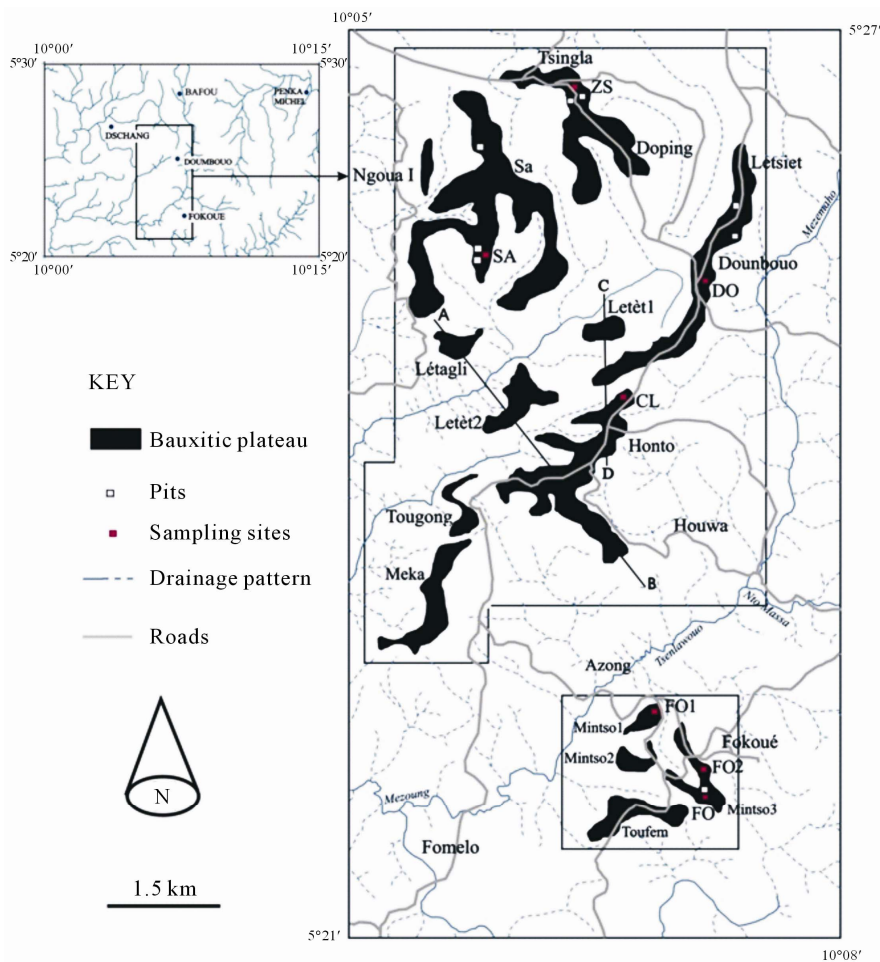 10°05'
5°27'
10°00'
10°15'
5°30'
5°30
BAFOU
PENKA
MICHEL
DSCHANG
DOUMBOUO
FOKOUE
5°20'
5°20
10°00'
10°15'
Tsingla
ZS
Doping
Letsiet
Ngoua I
Sa
Mezemaho
SA
Dounbouo
DO
A
C
Letèt1
Létagli
CL
Letèt2
Honto
D
Tougong
Houwa
Meka
B
Nto Massa
Tsenlawouo
Azong
FO1
Mintso1
Fokoué
Mintso2
FO2
Mezoung
FO
Mintso3
Toufem
Fomelo
KEY
Bauxitic plateau
Pits
Sampling sites
Drainage pattern
Roads
N
1.5 km
5°21'
10°08'